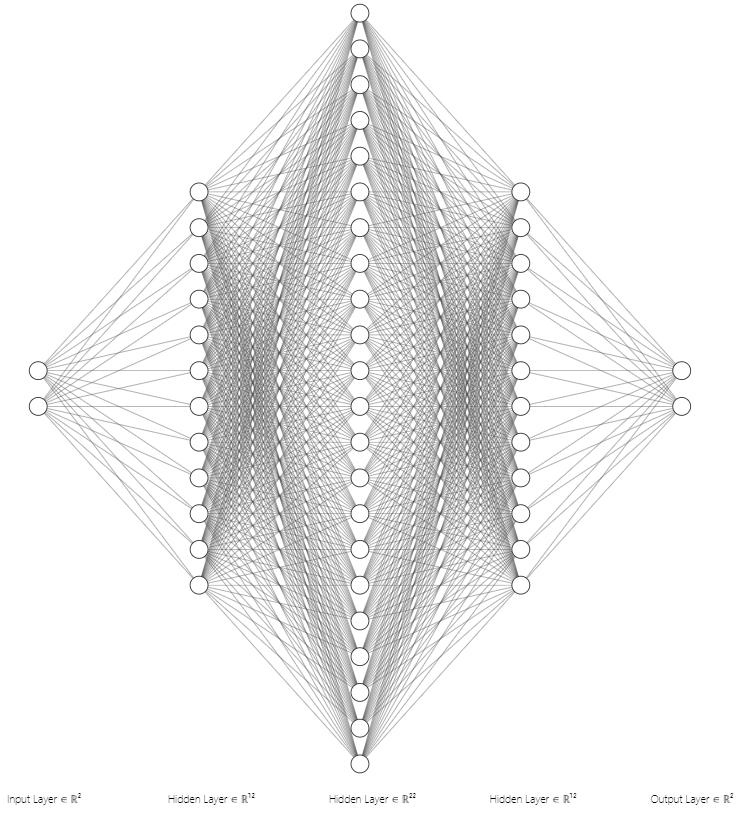 Input Layer ∈ ℝ²
Hidden Layer ∈ ℝ¹²
Hidden Layer ∈ ℝ²²
Hidden Layer ∈ ℝ¹²
Output Layer ∈ ℝ²